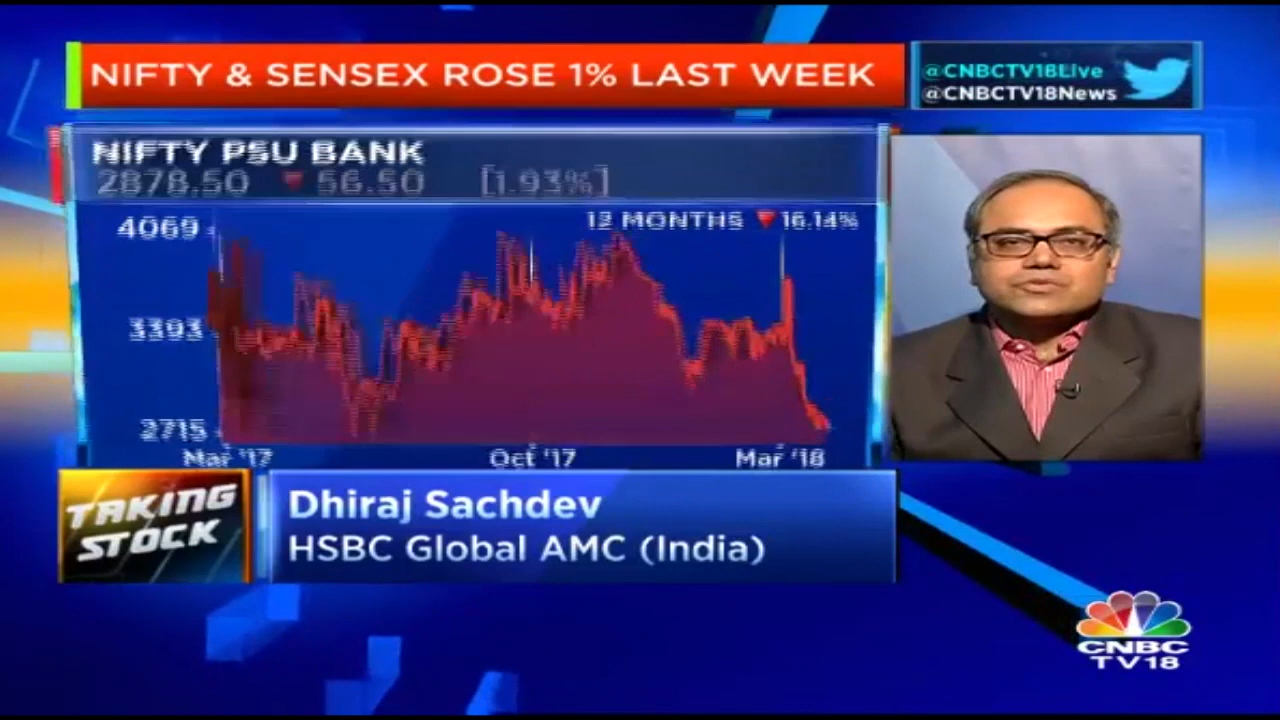 NIFTY & SENSEX ROSE 1% LAST WEEK
@CNBCTV18Live
@CNBCTV18News
NIFTY PSU BANK
2878.50 ▼ 56.50 [1.93%]
4069
12 MONTHS ▼ 16.14%
3393
2715
Mar '17 Oct '17 Mar '18
TAKING
STOCK
Dhiraj Sachdev
HSBC Global AMC (India)
CNBC
TV18